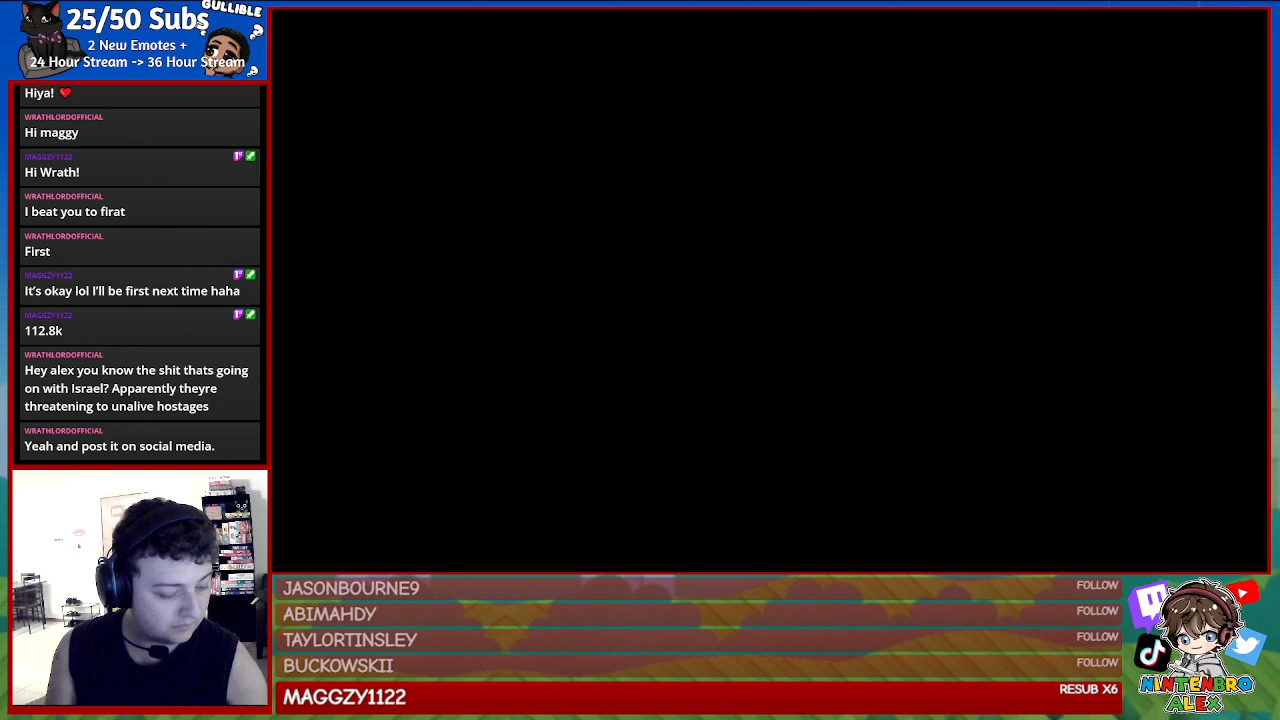 GULLIBLE
25/50 Subs
2 New Emotes +
24 Hour Stream -> 36 Hour Stream
Hiya! ❤
WRATHLORDOFFICIAL
Hi maggy
MAGGZY1122
Hi Wrath!
WRATHLORDOFFICIAL
I beat you to firat
WRATHLORDOFFICIAL
First
MAGGZY1122
It’s okay lol I’ll be first next time haha
MAGGZY1122
112.8k
WRATHLORDOFFICIAL
Hey alex you know the shit thats going
on with Israel? Apparently theyre
threatening to unalive hostages
WRATHLORDOFFICIAL
Yeah and post it on social media.
JASONBOURNE9 FOLLOW
ABIMAHDY FOLLOW
TAYLORTINSLEY FOLLOW
BUCKOWSKII FOLLOW
MAGGZY1122 RESUB X6
NINTENBRO
ALEX